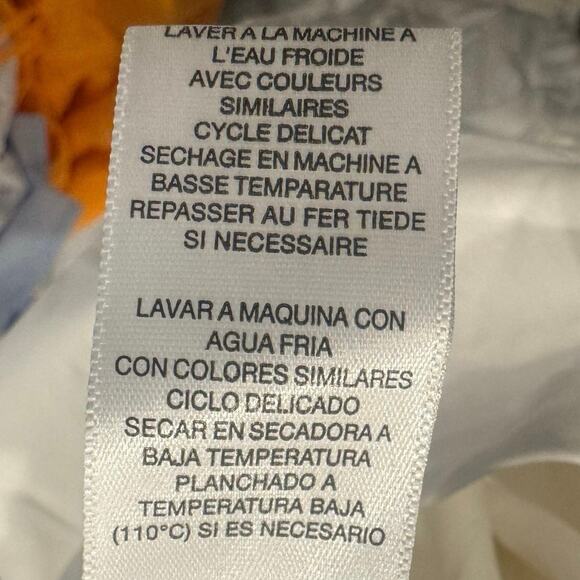 LAVER A LA MACHINE A
L'EAU FROIDE
AVEC COULEURS
SIMILAIRES
CYCLE DELICAT
SECHAGE EN MACHINE A
BASSE TEMPARATURE
REPASSER AU FER TIEDE
SI NECESSAIRE
LAVAR A MAQUINA CON
AGUA FRIA
CON COLORES SIMILARES
CICLO DELICADO
SECAR EN SECADORA A
BAJA TEMPERATURA
PLANCHADO A
TEMPERATURA BAJA
(110°C) SI ES NECESARIO